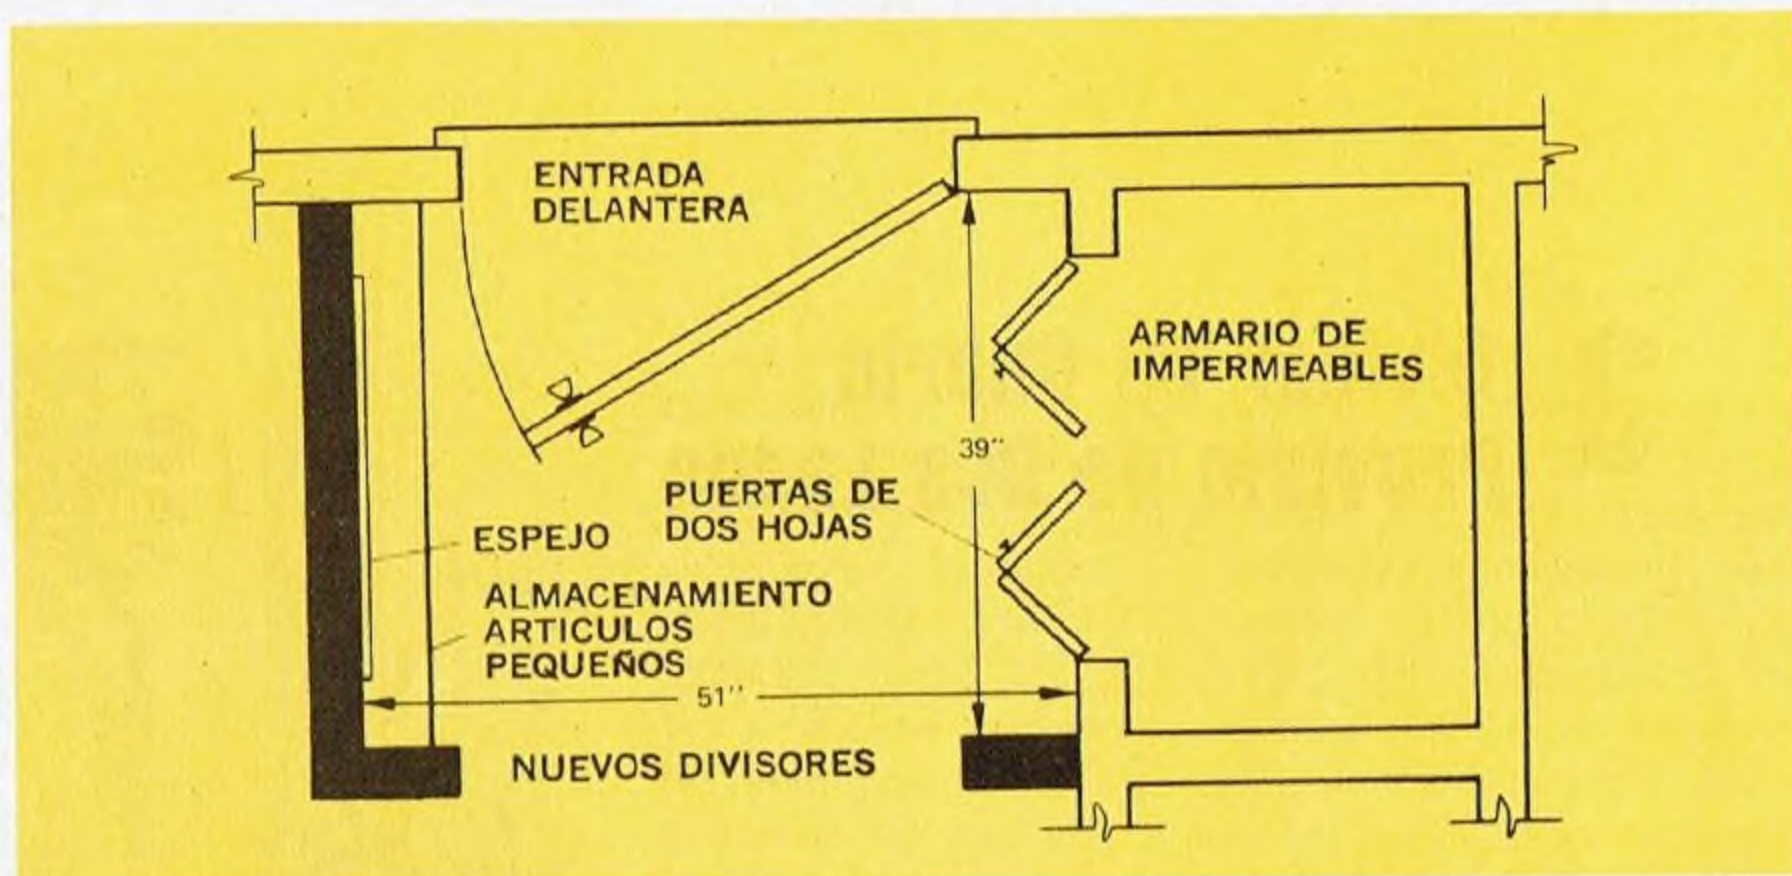 ENTRADA
DELANTERA
ARMARIO DE
IMPERMEABLES
39"
PUERTAS DE
DOS HOJAS
ESPEJO
ALMACENAMIENTO
ARTICULOS
PEQUEÑOS
51"
NUEVOS DIVISORES